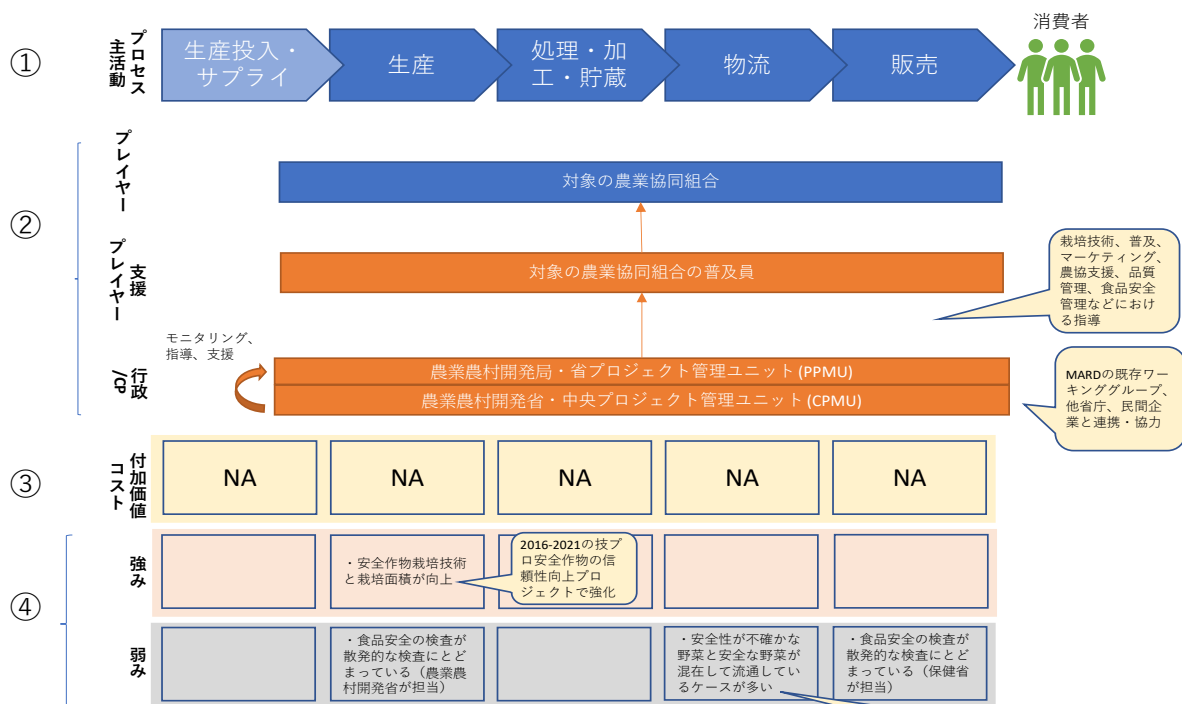 ①
プロセス
主活動
生産投入・
サプライ
生産
処理・加
工・貯蔵
物流
販売
消費者
②
プレイヤー
対象の農業協同組合
支援
プレイヤー
対象の農業協同組合の普及員
栽培技術、普及、
マーケティング、
農協支援、品質
管理、食品安全
管理などにおけ
る指導
モニタリング、
指導、支援
行政
/CP
農業農村開発局・省プロジェクト管理ユニット(PPMU)
農業農村開発省・中央プロジェクト管理ユニット(CPMU)
MARDの既存ワー
キンググループ、
他省庁、民間企
業と連携・協力
③
付加価値
コスト
NA
NA
NA
NA
NA
④
強み
・安全作物栽培技術
と栽培面積が向上
2016-2021の技プ
ロ安全作物の信
頼性向上プロ
ジェクトで強化
弱み
・食品安全の検査が
散発的な検査にとど
まっている（農業農
村開発省が担当）
・安全性が不確かな
野菜と安全な野菜が
混在して流通してい
るケースが多い
・食品安全の検査が
散発的な検査にとど
まっている（保健省
が担当）